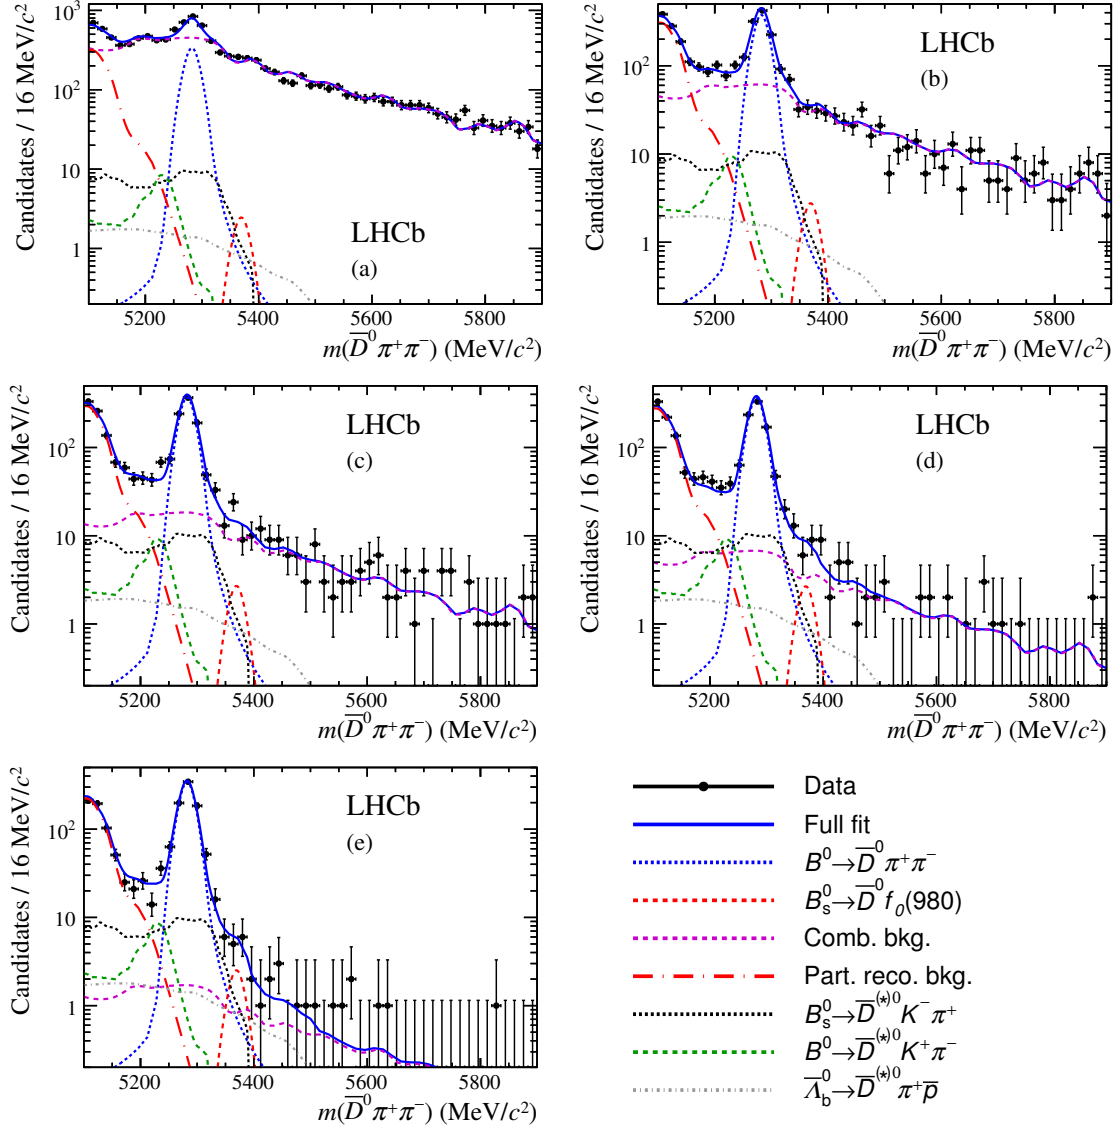 Candidates / 16 MeV/c²
10³
10²
10
1
LHCb
(a)
5200 5400 5600 5800
m(D̅⁰π⁺π⁻) (MeV/c²)
Candidates / 16 MeV/c²
10²
10
1
LHCb
(b)
5200 5400 5600 5800
m(D̅⁰π⁺π⁻) (MeV/c²)
Candidates / 16 MeV/c²
10²
10
1
LHCb
(c)
5200 5400 5600 5800
m(D̅⁰π⁺π⁻) (MeV/c²)
Candidates / 16 MeV/c²
10²
10
1
LHCb
(d)
5200 5400 5600 5800
m(D̅⁰π⁺π⁻) (MeV/c²)
Candidates / 16 MeV/c²
10²
10
1
LHCb
(e)
5200 5400 5600 5800
m(D̅⁰π⁺π⁻) (MeV/c²)
Data
Full fit
B⁰→D̅⁰π⁺π⁻
B⁰ₛ→D̅⁰f₀(980)
Comb. bkg.
Part. reco. bkg.
B⁰ₛ→D̅⁽*⁾⁰K⁻π⁺
B⁰→D̅⁽*⁾⁰K⁺π⁻
Λ̅⁰_b→D̅⁽*⁾⁰π⁺p̅